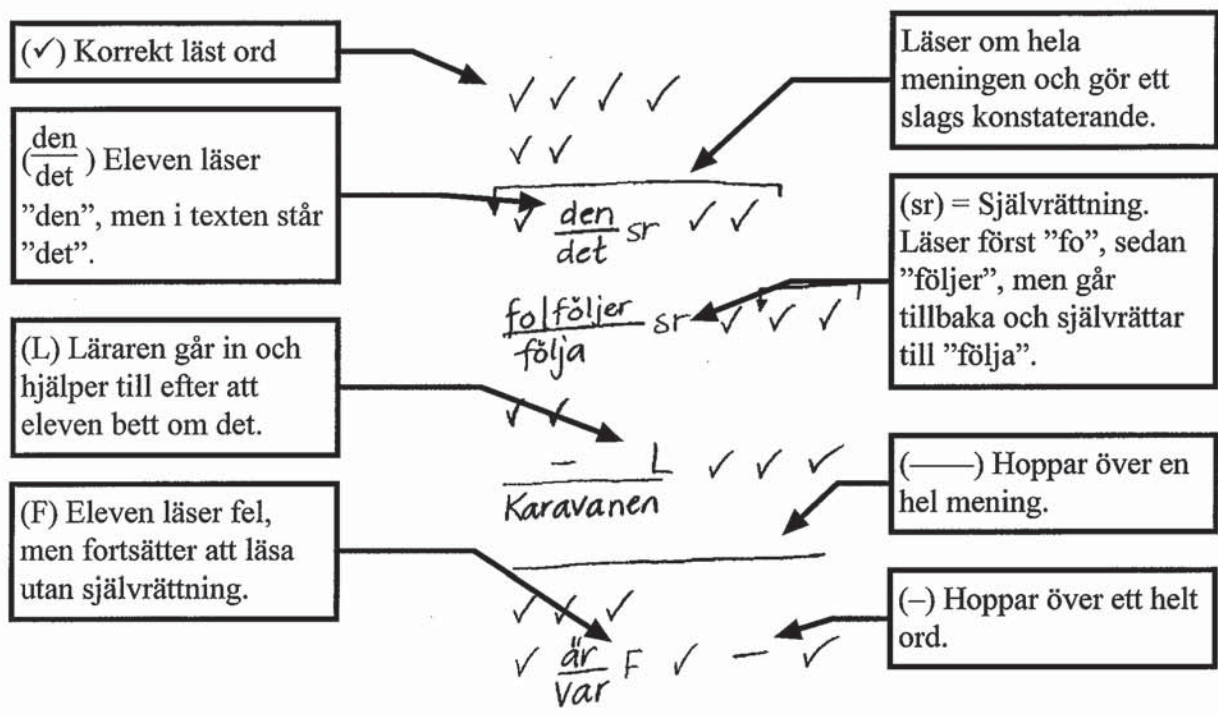 (✓) Korrekt läst ord
(den
det) Eleven läser
”den”, men i texten står
”det”.
(L) Läraren går in och
hjälper till efter att
eleven bett om det.
(F) Eleven läser fel,
men fortsätter att läsa
utan självrättning.
✓ ✓ ✓ ✓
✓ ✓
✓ den sr ✓ ✓
det
fo|följer sr ✓ ✓ ✓
följa
✓ ✓
– L ✓ ✓ ✓
Karavanen
✓ ✓ ✓
✓ är F ✓ – ✓
var
Läser om hela
meningen och gör ett
slags konstaterande.
(sr) = Självrättning.
Läser först ”fo”, sedan
”följer”, men går
tillbaka och självrättar
till ”följa”.
(——) Hoppar över en
hel mening.
(–) Hoppar över ett helt
ord.